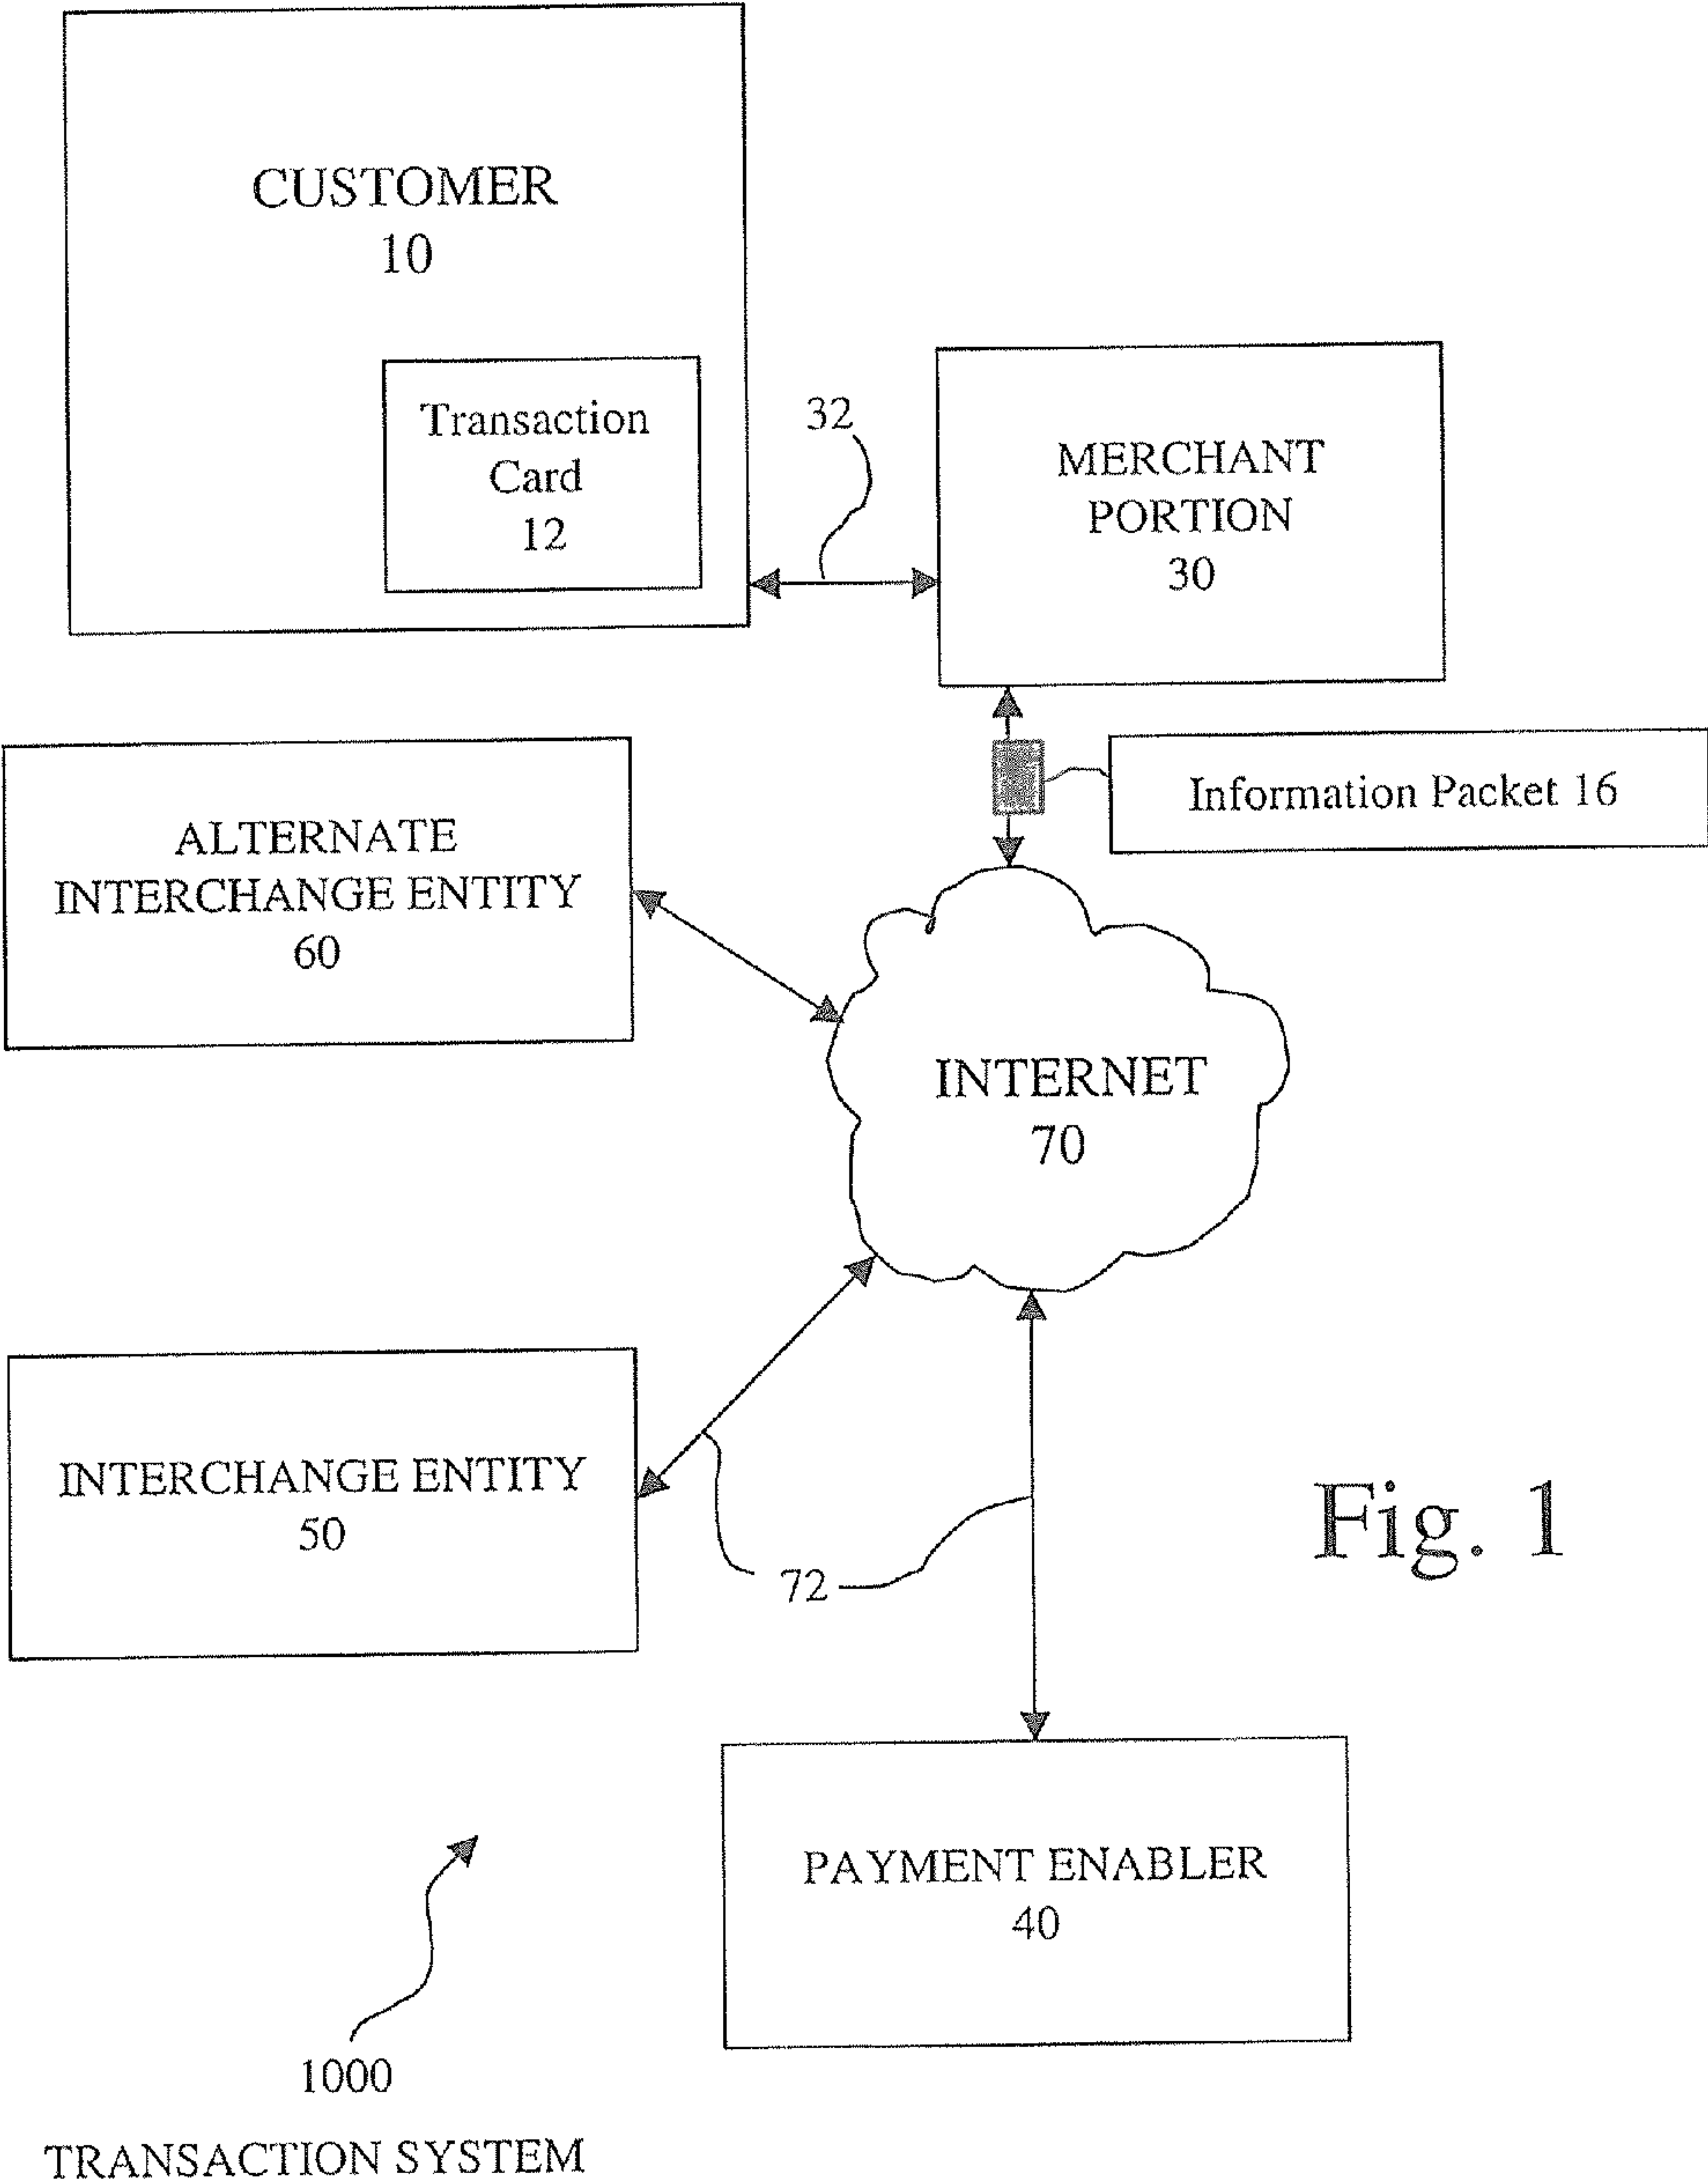 CUSTOMER
10
Transaction
Card
12
32
MERCHANT
PORTION
30
Information Packet 16
ALTERNATE
INTERCHANGE ENTITY
60
INTERNET
70
INTERCHANGE ENTITY
50
72
Fig. 1
PAYMENT ENABLER
40
1000
TRANSACTION SYSTEM